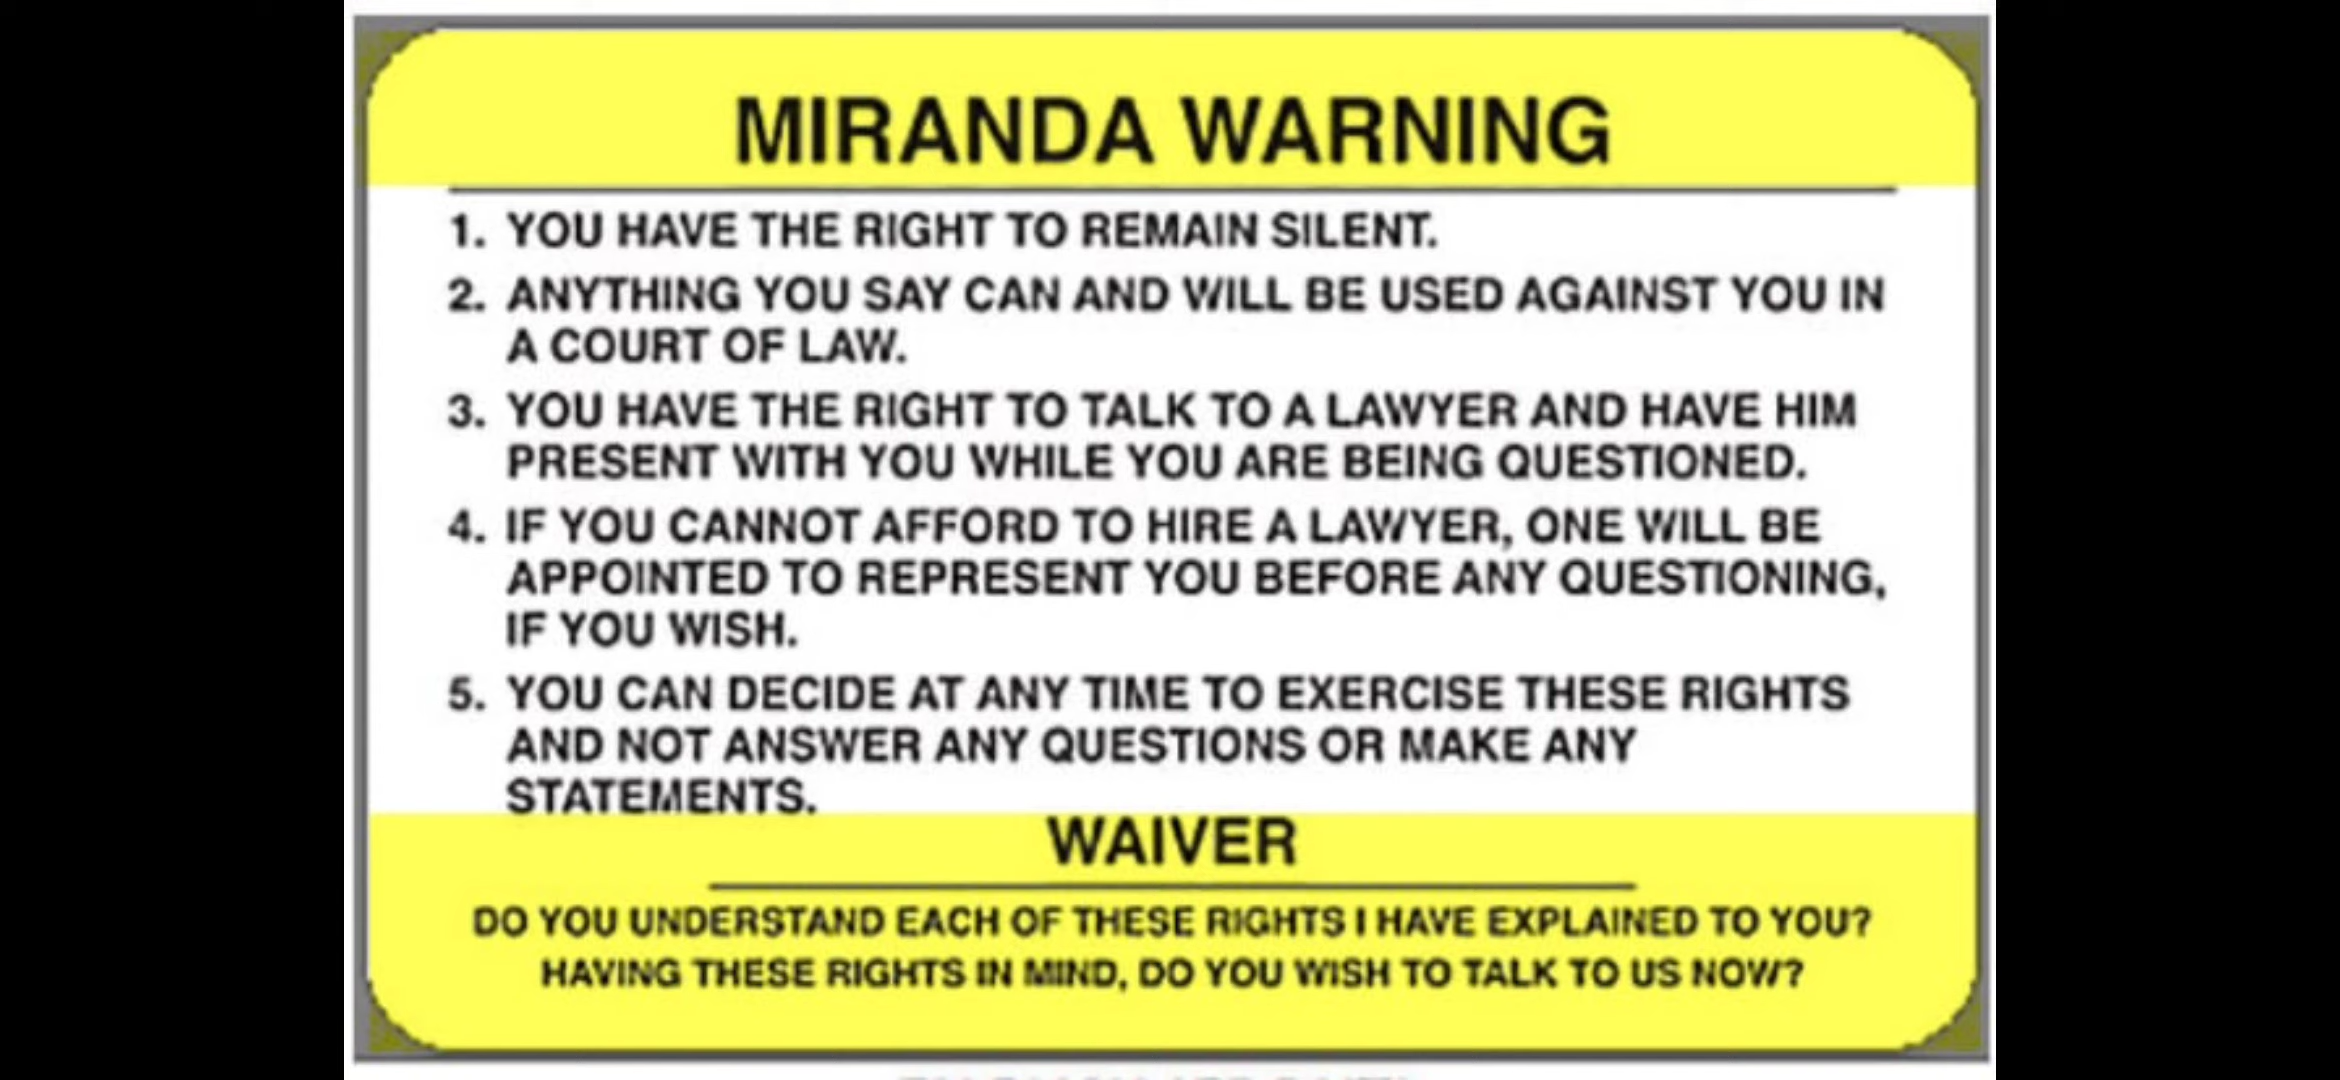 MIRANDA WARNING
1. YOU HAVE THE RIGHT TO REMAIN SILENT.
2. ANYTHING YOU SAY CAN AND WILL BE USED AGAINST YOU IN
A COURT OF LAW.
3. YOU HAVE THE RIGHT TO TALK TO A LAWYER AND HAVE HIM
PRESENT WITH YOU WHILE YOU ARE BEING QUESTIONED.
4. IF YOU CANNOT AFFORD TO HIRE A LAWYER, ONE WILL BE
APPOINTED TO REPRESENT YOU BEFORE ANY QUESTIONING,
IF YOU WISH.
5. YOU CAN DECIDE AT ANY TIME TO EXERCISE THESE RIGHTS
AND NOT ANSWER ANY QUESTIONS OR MAKE ANY
STATEMENTS.
WAIVER
DO YOU UNDERSTAND EACH OF THESE RIGHTS I HAVE EXPLAINED TO YOU?
HAVING THESE RIGHTS IN MIND, DO YOU WISH TO TALK TO US NOW?